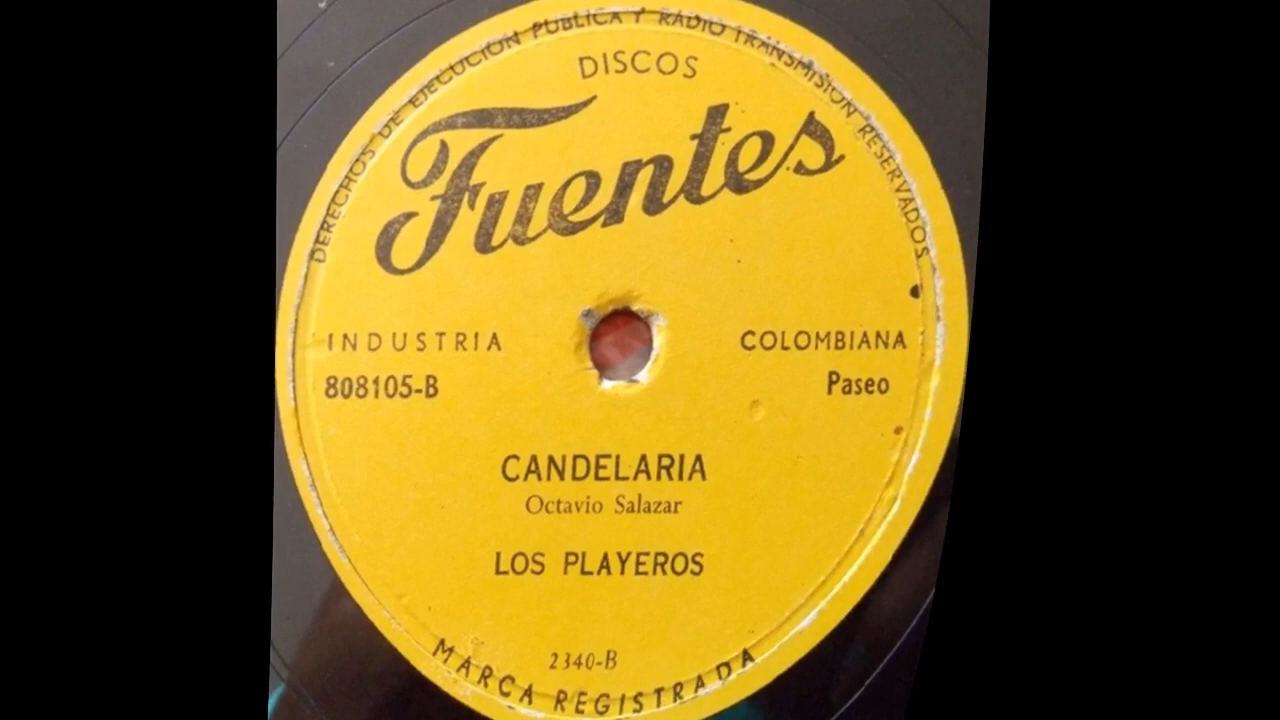 DERECHOS DE EJECUCION PUBLICA Y RADIO TRANSMISION RESERVADOS.
DISCOS
Fuentes
INDUSTRIA COLOMBIANA
808105-B Paseo
CANDELARIA
Octavio Salazar
LOS PLAYEROS
2340-B
MARCA REGISTRADA